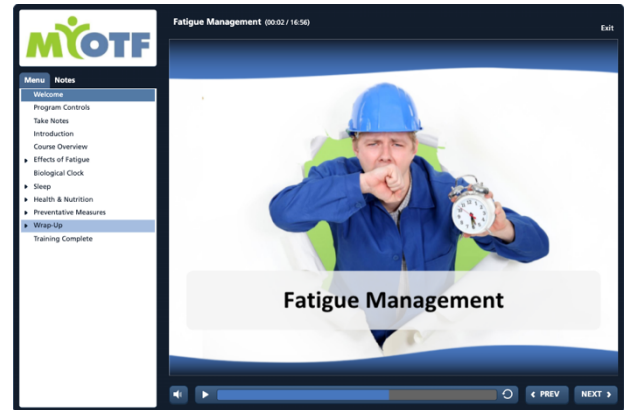 MYOTF
Fatigue Management (00:02 / 16:56)
Exit
Menu Notes
Welcome
Program Controls
Take Notes
Introduction
Course Overview
Effects of Fatigue
Biological Clock
Sleep
Health & Nutrition
Preventative Measures
Wrap-Up
Training Complete
Fatigue Management
PREV NEXT